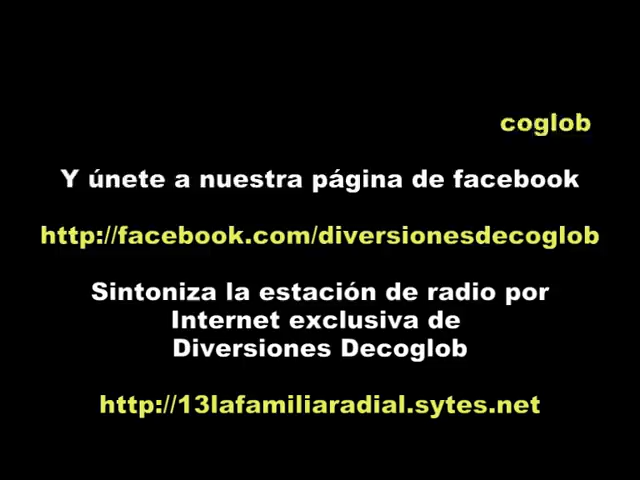 coglob
Y únete a nuestra página de facebook
http://facebook.com/diversionesdecoglob
Sintoniza la estación de radio por
Internet exclusiva de
Diversiones Decoglob
http://13lafamiliaradial.sytes.net